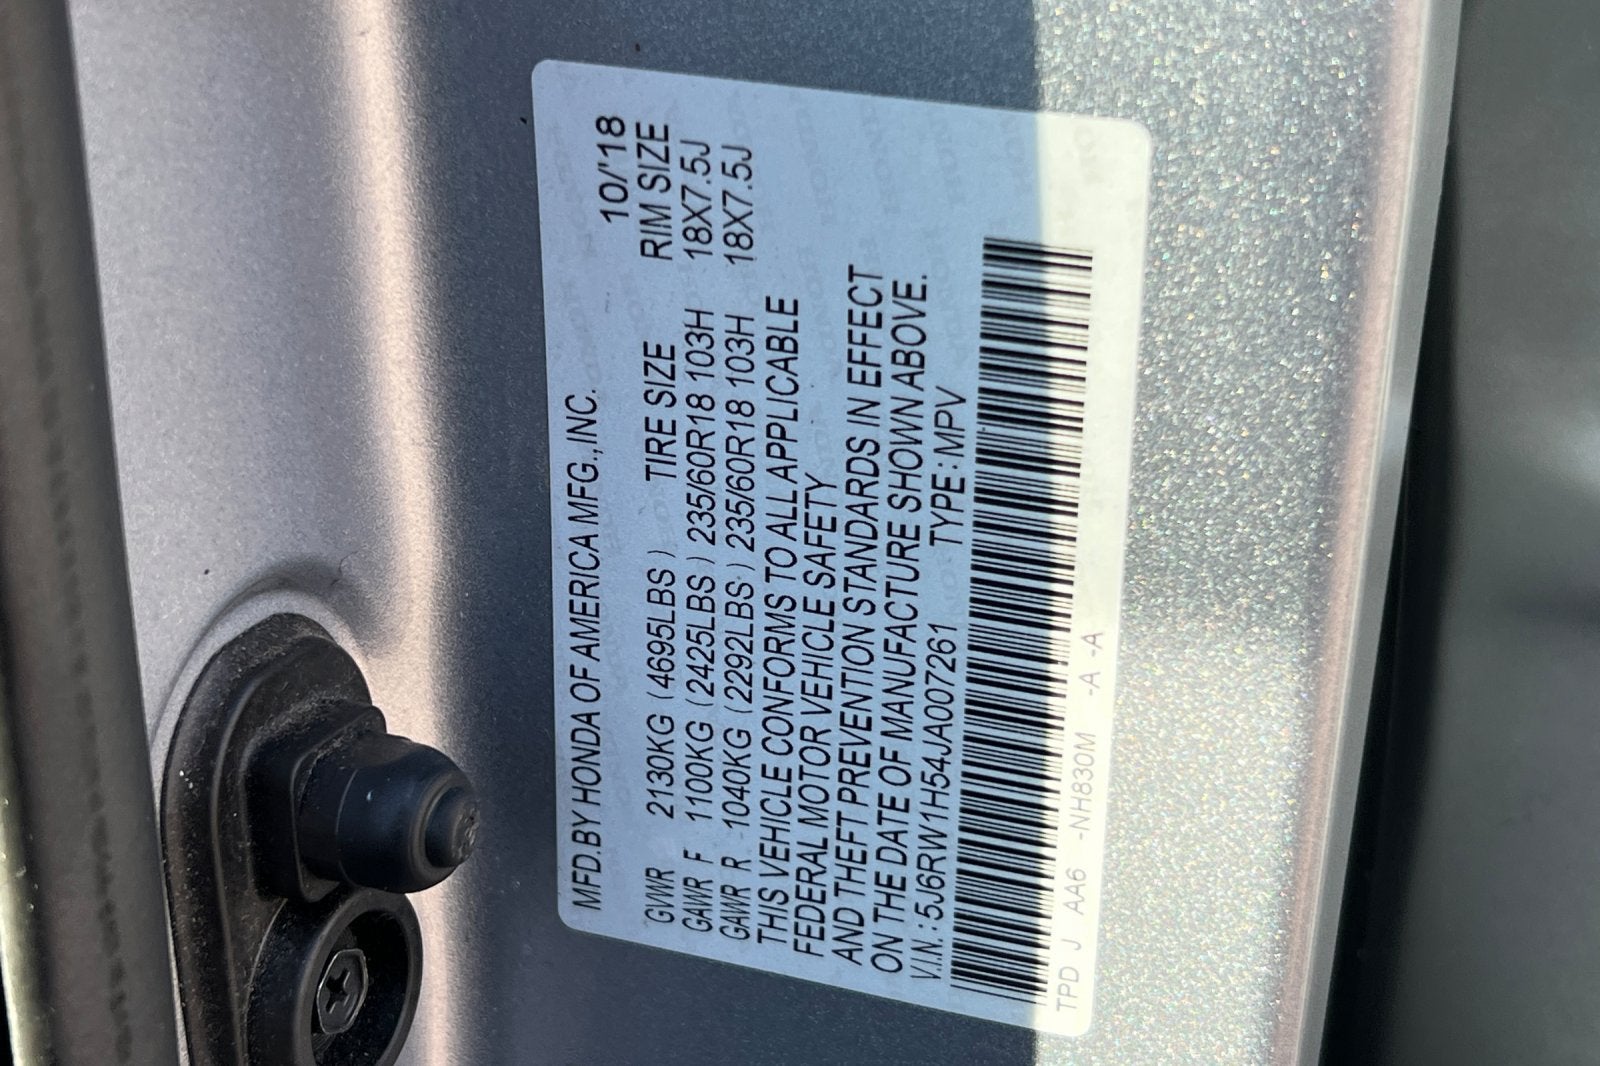 MFD.BY HONDA OF AMERICA MFG.,INC. 10/'18
GVWR 2130KG (4695LBS) TIRE SIZE RIM SIZE
GAWR F 1100KG (2425LBS) 235/60R18 103H 18X7.5J
GAWR R 1040KG (2292LBS) 235/60R18 103H 18X7.5J
THIS VEHICLE CONFORMS TO ALL APPLICABLE
FEDERAL MOTOR VEHICLE SAFETY
AND THEFT PREVENTION STANDARDS IN EFFECT
ON THE DATE OF MANUFACTURE SHOWN ABOVE.
V.I.N.: 5J6RW1H54JA007261 TYPE: MPV
TPD J AA6 -NH830M -A -A